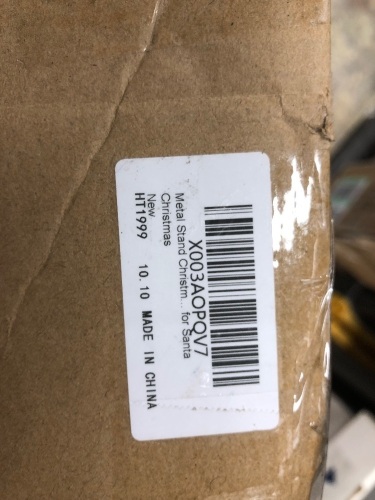 X003AOPQV7
Metal Stand Christm... for Santa
Christmas
New
HT1999 10.10 MADE IN CHINA